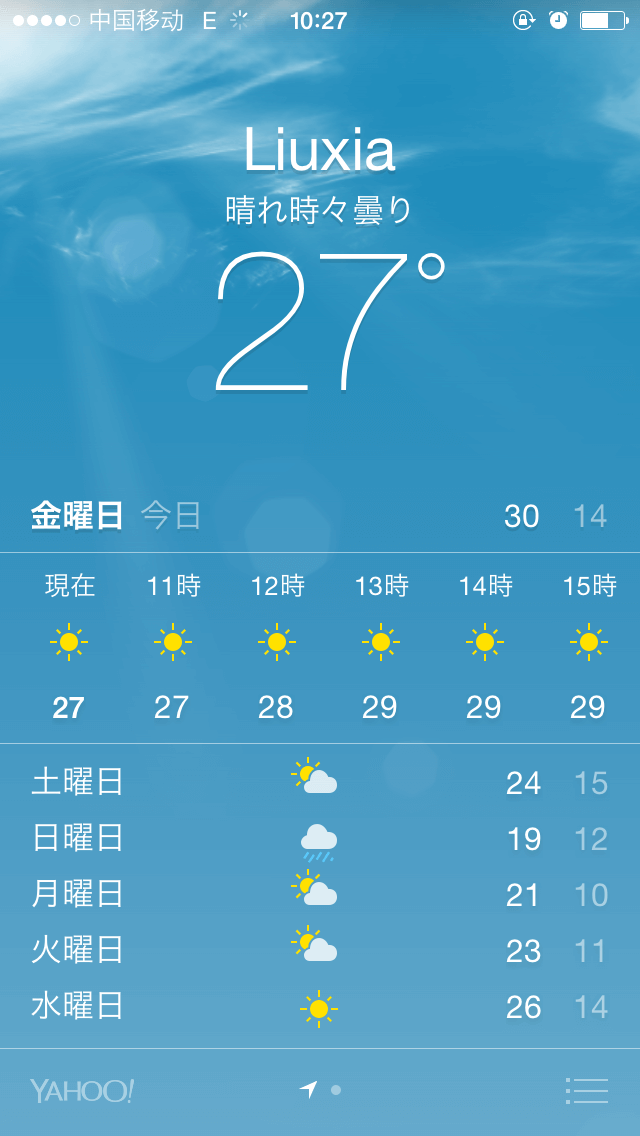 中国移动 E 10:27
Liuxia
晴れ時々曇り
27°
金曜日 今日 30 14
現在 11時 12時 13時 14時 15時
27 27 28 29 29 29
土曜日 24 15
日曜日 19 12
月曜日 21 10
火曜日 23 11
水曜日 26 14
YAHOO!